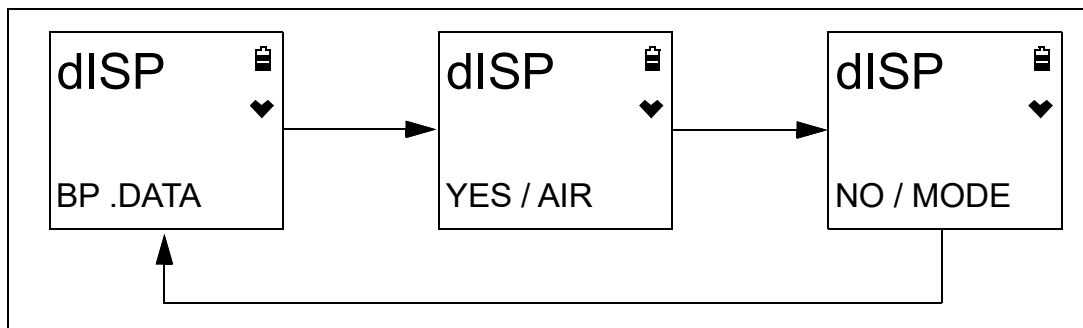 dISP
BP .DATA
dISP
YES / AIR
dISP
NO / MODE